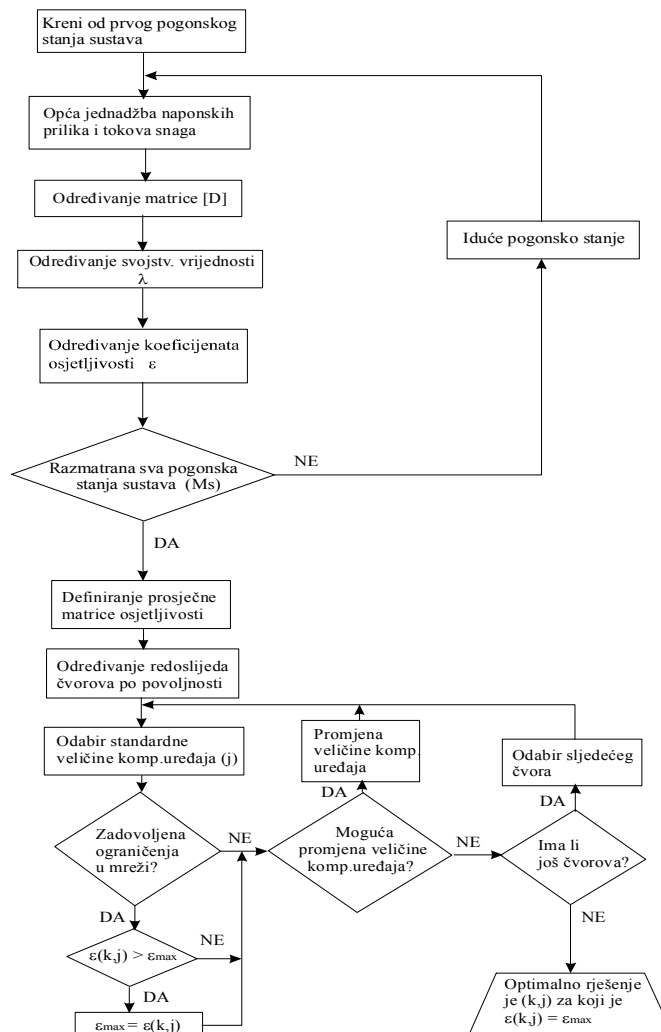 Kreni od prvog pogonskog
stanja sustava
Opća jednadžba naponskih
prilika i tokova snaga
Određivanje matrice [D]
Iduće pogonsko stanje
Određivanje svojstv. vrijednosti
λ
Određivanje koeficijenata
osjetljivosti ε
NE
Razmatrana sva pogonska
stanja sustava (Ms)
DA
Definiranje prosječne
matrice osjetljivosti
Određivanje redoslijeda
čvorova po povoljnosti
Odabir standardne
veličine komp.uređaja (j)
Promjena
veličine komp.
uređaja
Odabir sljedećeg
čvora
DA
DA
Zadovoljena
ograničenja
u mreži?
NE
Moguća
promjena veličine
komp.uređaja?
NE
Ima li
još čvorova?
DA
NE
NE
ε(k,j) > εmax
DA
εmax = ε(k,j)
Optimalno rješenje
je (k,j) za koji je
ε(k,j) = εmax